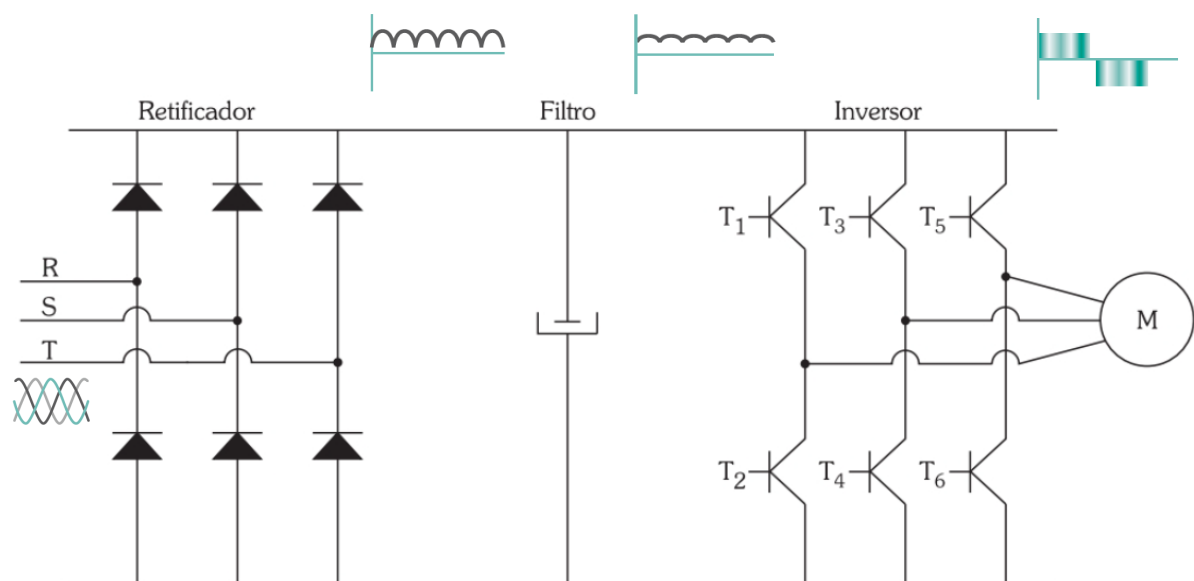 Retificador
Filtro
Inversor
T1
T3
T5
R
S
T
M
T2
T4
T6